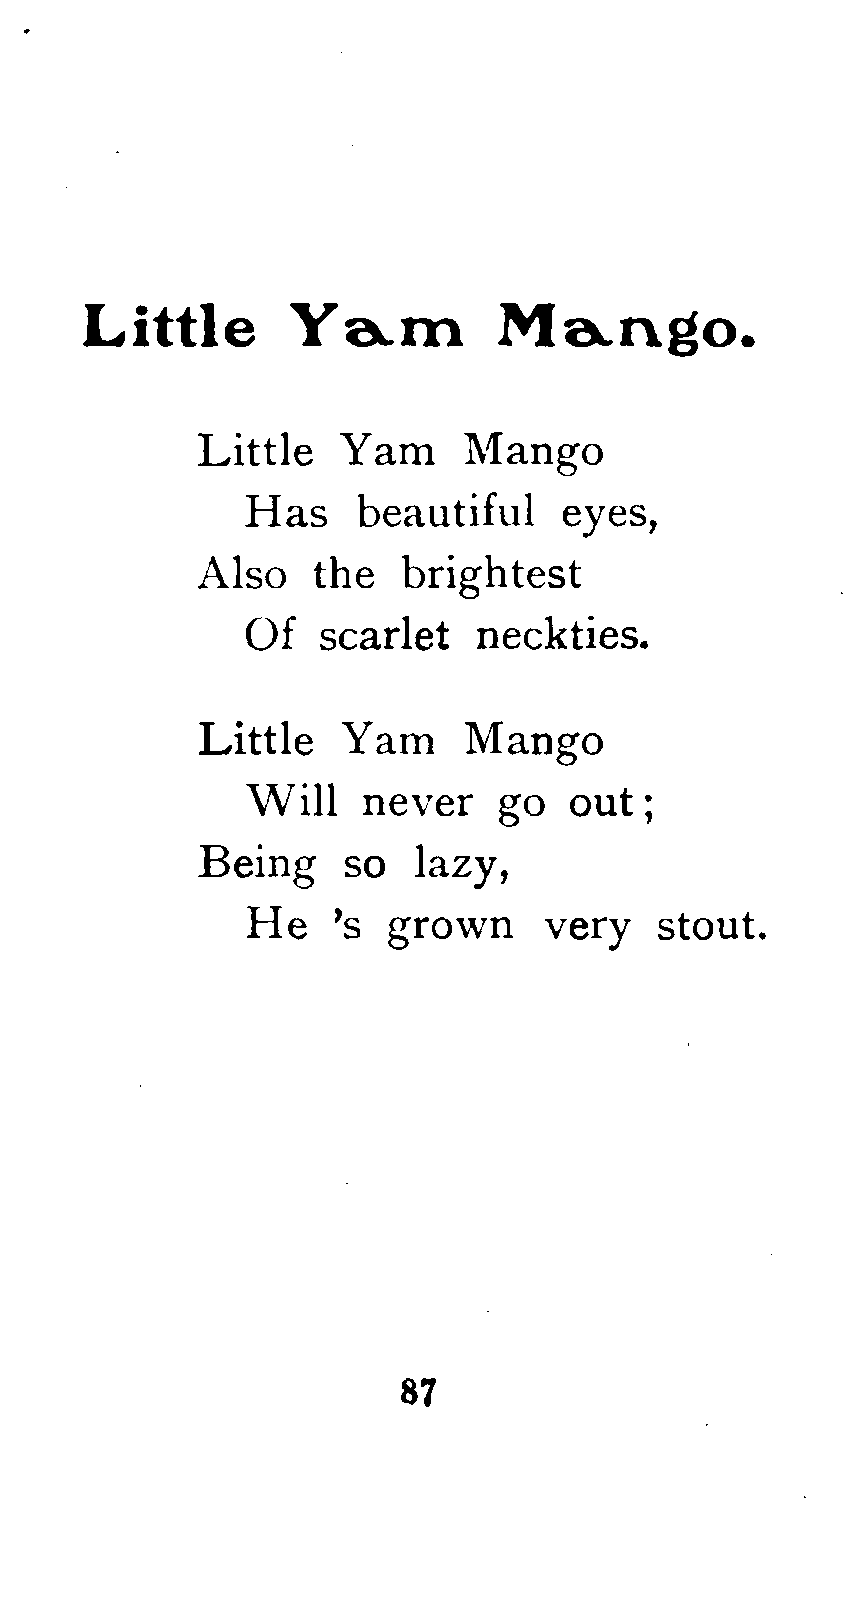 Little Yam Mango.
Little Yam Mango
Has beautiful eyes,
Also the brightest
Of scarlet neckties.
Little Yam Mango
Will never go out;
Being so lazy,
He 's grown very stout.
87